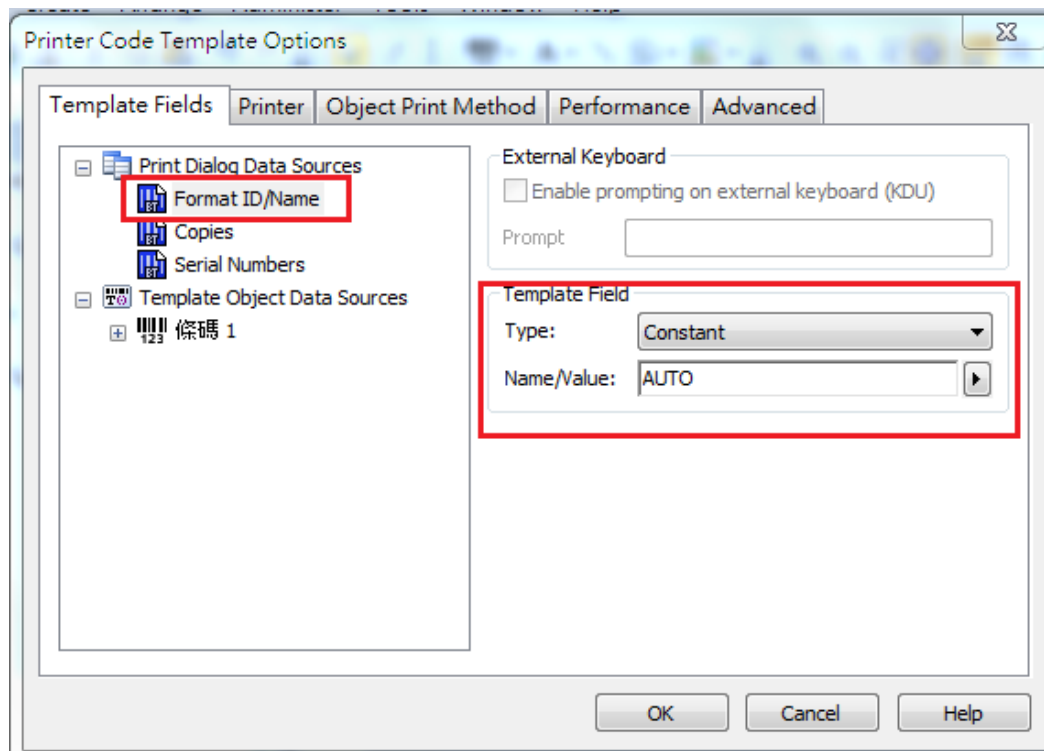 Printer Code Template Options
Template Fields Printer Object Print Method Performance Advanced
Print Dialog Data Sources
Format ID/Name
Copies
Serial Numbers
Template Object Data Sources
條碼 1
External Keyboard
Enable prompting on external keyboard (KDU)
Prompt
Template Field
Type: Constant
Name/Value: AUTO
OK Cancel Help